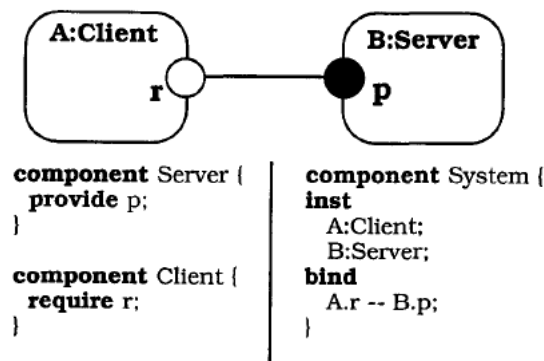 A:Client
B:Server
r
p
component Server {
provide p;
}
component Client {
require r;
}
component System {
inst
A:Client;
B:Server;
bind
A.r -- B.p;
}